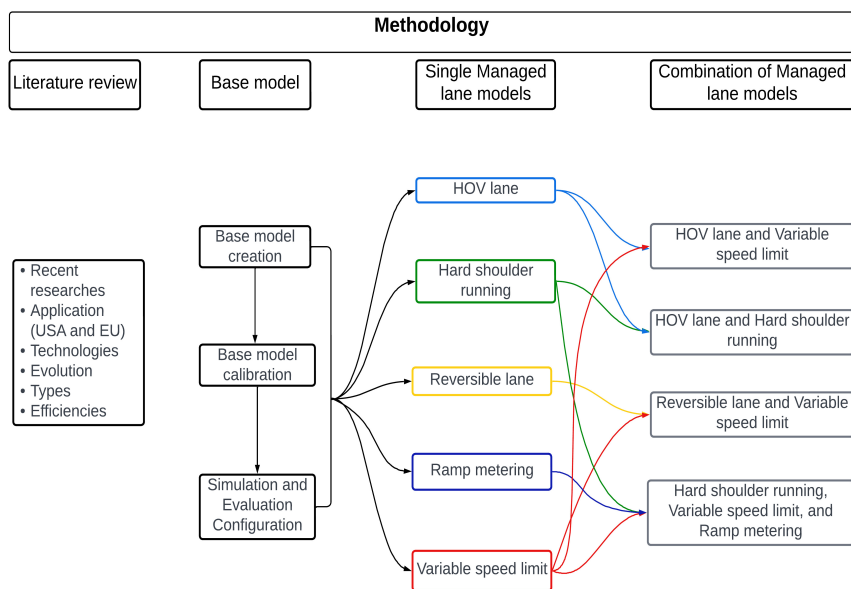 Methodology
Literature review
Base model
Single Managed
lane models
Combination of Managed
lane models
• Recent
researches
• Application
(USA and EU)
• Technologies
• Evolution
• Types
• Efficiencies
Base model
creation
Base model
calibration
Simulation and
Evaluation
Configuration
HOV lane
Hard shoulder
running
Reversible lane
Ramp metering
Variable speed limit
HOV lane and Variable
speed limit
HOV lane and Hard shoulder
running
Reversible lane and Variable
speed limit
Hard shoulder running,
Variable speed limit, and
Ramp metering